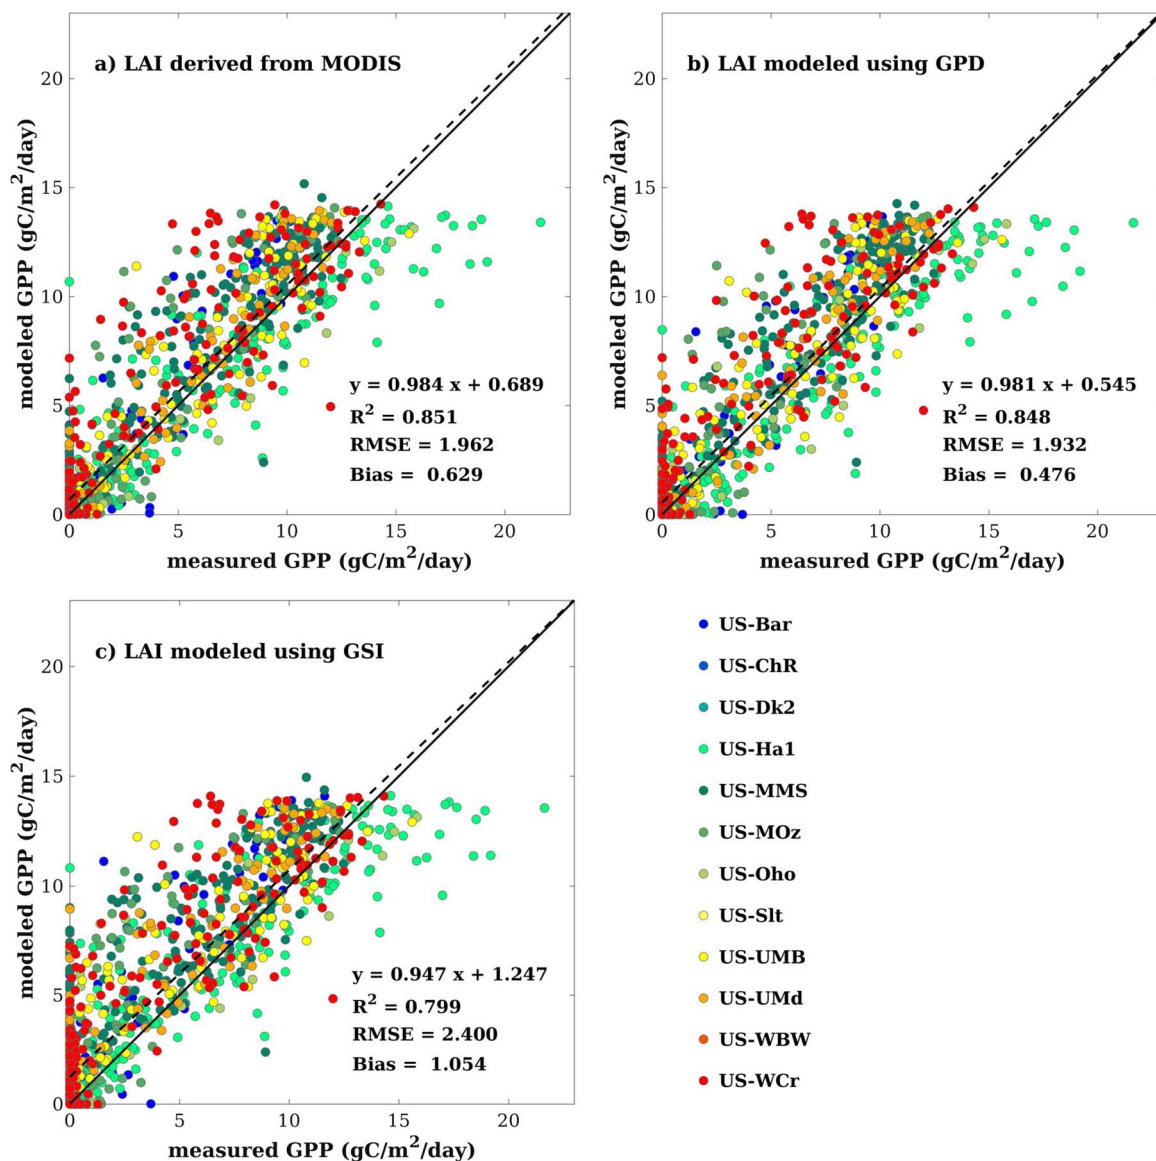 a) LAI derived from MODIS
modeled GPP (gC/m²/day)
20
15
10
5
0
y = 0.984 x + 0.689
R² = 0.851
RMSE = 1.962
Bias = 0.629
0 5 10 15 20
measured GPP (gC/m²/day)
b) LAI modeled using GPD
modeled GPP (gC/m²/day)
20
15
10
5
0
y = 0.981 x + 0.545
R² = 0.848
RMSE = 1.932
Bias = 0.476
0 5 10 15 20
measured GPP (gC/m²/day)
c) LAI modeled using GSI
modeled GPP (gC/m²/day)
20
15
10
5
0
y = 0.947 x + 1.247
R² = 0.799
RMSE = 2.400
Bias = 1.054
0 5 10 15 20
measured GPP (gC/m²/day)
US-Bar
US-ChR
US-Dk2
US-Ha1
US-MMS
US-MOz
US-Oho
US-Slt
US-UMB
US-UMd
US-WBW
US-WCr